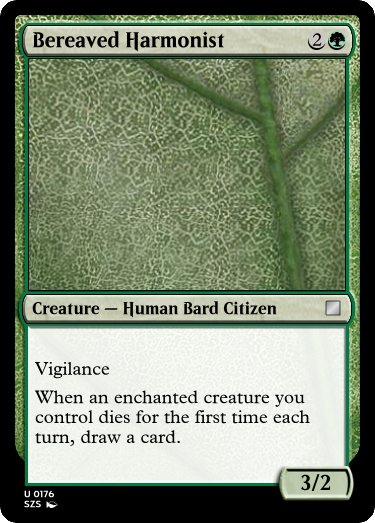 Bereaved Harmonist 2
Creature — Human Bard Citizen
Vigilance
When an enchanted creature you
control dies for the first time each
turn, draw a card.
3/2
U 0176
SZS